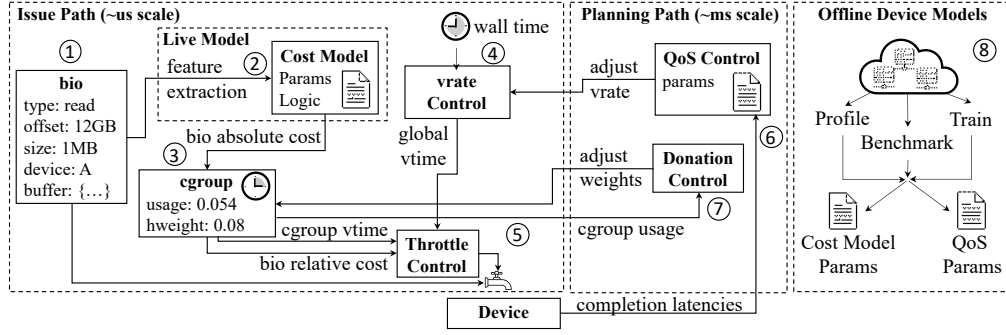 Issue Path (~us scale)
①
bio
type: read
offset: 12GB
size: 1MB
device: A
buffer: {…}
Live Model
feature
extraction
②
Cost Model
Params
Logic
bio absolute cost
③
cgroup
usage: 0.054
hweight: 0.08
wall time
④
vrate
Control
global
vtime
cgroup vtime
bio relative cost
Throttle
Control
⑤
Device
Planning Path (~ms scale)
adjust
vrate
QoS Control
params
⑥
adjust
weights
Donation
Control
⑦
cgroup usage
completion latencies
Offline Device Models
⑧
Profile
Benchmark
Train
Cost Model
Params
QoS
Params